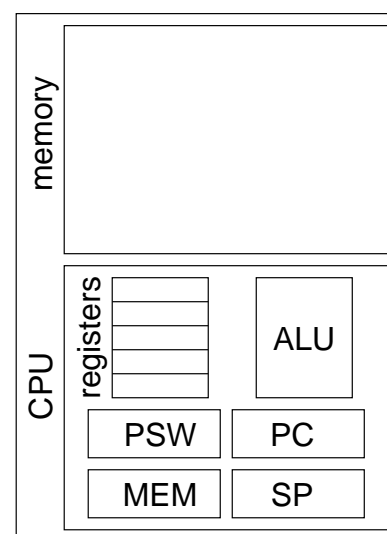 memory
CPU
registers
ALU
PSW
PC
MEM
SP